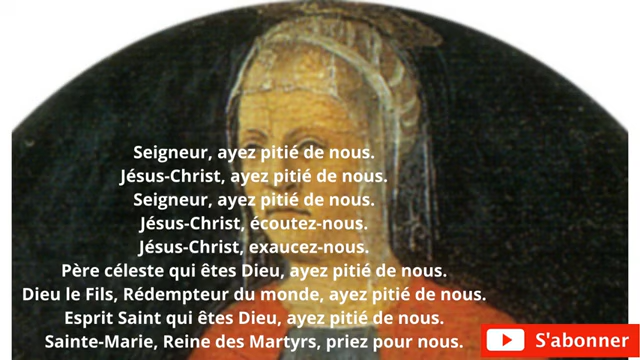 Seigneur, ayez pitié de nous.
Jésus-Christ, ayez pitié de nous.
Seigneur, ayez pitié de nous.
Jésus-Christ, écoutez-nous.
Jésus-Christ, exaucez-nous.
Père céleste qui êtes Dieu, ayez pitié de nous.
Dieu le Fils, Rédempteur du monde, ayez pitié de nous.
Esprit Saint qui êtes Dieu, ayez pitié de nous.
Sainte-Marie, Reine des Martyrs, priez pour nous.
S'abonner